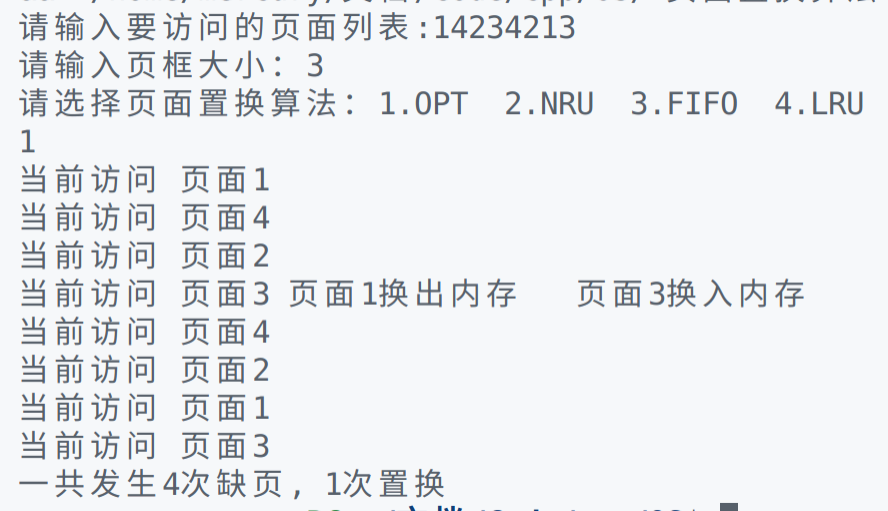 请输入要访问的页面列表:14234213
请输入页框大小: 3
请选择页面置换算法: 1.OPT 2.NRU 3.FIFO 4.LRU
1
当前访问 页面1
当前访问 页面4
当前访问 页面2
当前访问 页面3 页面1换出内存 页面3换入内存
当前访问 页面4
当前访问 页面2
当前访问 页面1
当前访问 页面3
一共发生4次缺页, 1次置换